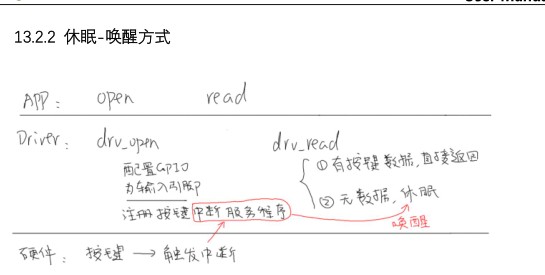 13.2.2 休眠-唤醒方式
APP: open read
Driver: drv_open drv_read
配置GPIO
为输入引脚
注册按键中断服务程序
① 有按键数据,直接返回
② 无数据,休眠
唤醒
硬件: 按键 → 触发中断